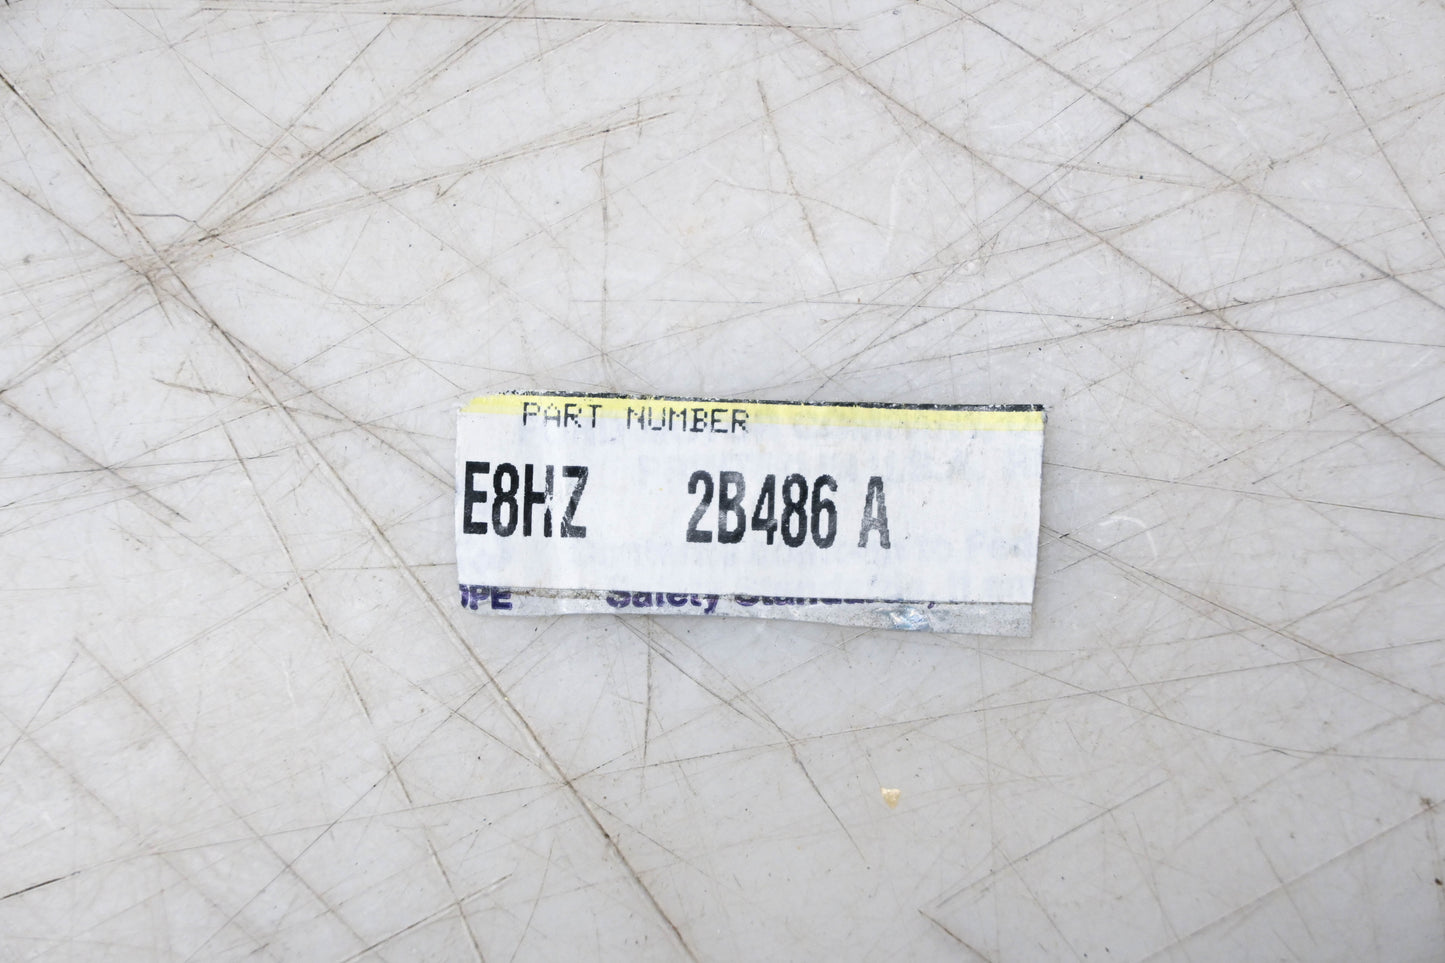 PART NUMBER
E8HZ 2B486 A
Safety